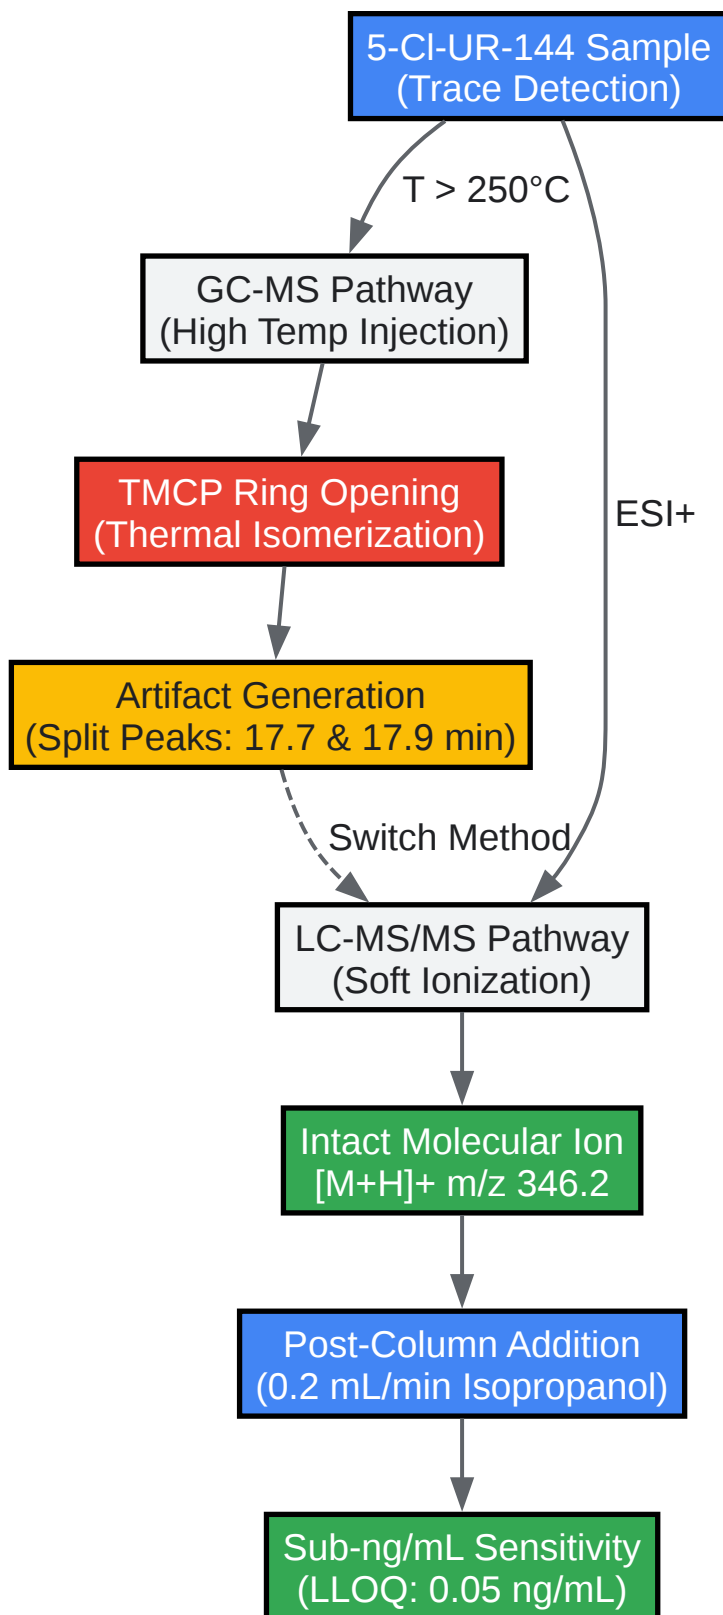 5-Cl-UR-144 Sample
(Trace Detection)
T > 250°C
GC-MS Pathway
(High Temp Injection)
TMCP Ring Opening
(Thermal Isomerization)
ESI+
Artifact Generation
(Split Peaks: 17.7 & 17.9 min)
Switch Method
LC-MS/MS Pathway
(Soft Ionization)
Intact Molecular Ion
[M+H]+ m/z 346.2
Post-Column Addition
(0.2 mL/min Isopropanol)
Sub-ng/mL Sensitivity
(LLOQ: 0.05 ng/mL)